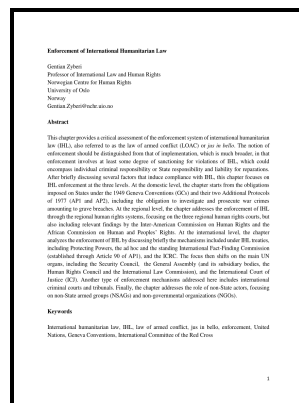 Enforcement of International Humanitarian Law
Gentian Zyberi
Professor of International Law and Human Rights
Norwegian Centre for Human Rights
University of Oslo
Norway
Gentian.Zyberi@nchr.uio.no
Abstract
This chapter provides a critical assessment of the enforcement system of international humanitarian
law (IHL), also referred to as the law of armed conflict (LOAC) or jus in bello. The notion of
enforcement should be distinguished from that of implementation, which is much broader, in that
enforcement involves at least some degree of sanctioning for violations of IHL, which could
encompass individual criminal responsibility or State responsibility and liability for reparations.
After briefly discussing several factors that induce compliance with IHL, this chapter focuses on
IHL enforcement at the three levels. At the domestic level, the chapter starts from the obligations
imposed on States under the 1949 Geneva Conventions (GCs) and their two Additional Protocols
of 1977 (AP1 and AP2), including the obligation to investigate and prosecute war crimes
amounting to grave breaches. At the regional level, the chapter addresses the enforcement of IHL
through the regional human rights systems, focusing on the three regional human rights courts, but
also including relevant findings by the Inter-American Commission on Human Rights and the
African Commission on Human and Peoples' Rights. At the international level, the chapter
analyzes the enforcement of IHL by discussing briefly the mechanisms included under IHL treaties,
including Protecting Powers, the ad hoc and the standing International Fact-Finding Commission
(established through Article 90 of AP1), and the ICRC. The focus then shifts on the main UN
organs, including the Security Council, the General Assembly (and its subsidiary bodies, the
Human Rights Council and the International Law Commission), and the International Court of
Justice (ICJ). Another type of enforcement mechanisms addressed here includes international
criminal courts and tribunals. Finally, the chapter addresses the role of non-State actors, focusing
on non-State armed groups (NSAGs) and non-governmental organizations (NGOs).
Keywords
International humanitarian law, IHL, law of armed conflict, jus in bello, enforcement, United
Nations, Geneva Conventions, International Committee of the Red Cross
1